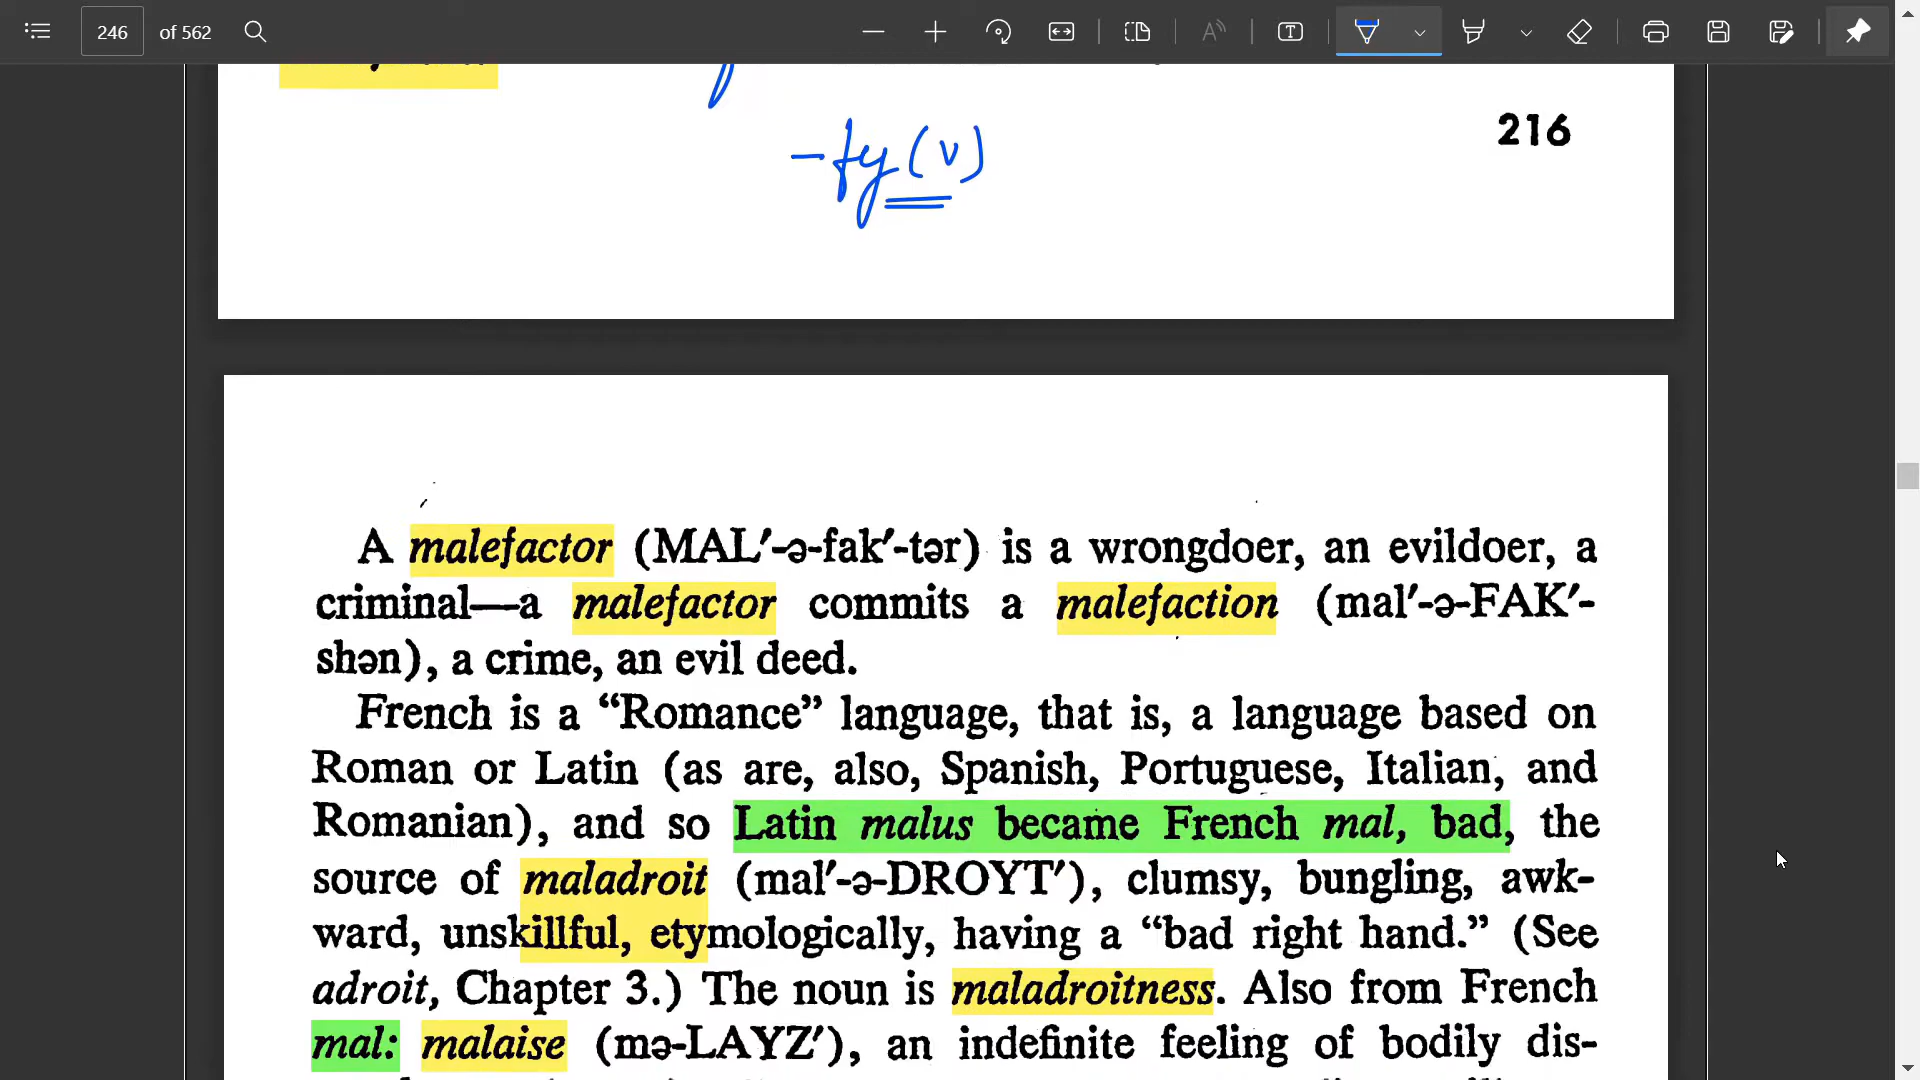 246 of 562
-fy (v)
216
A malefactor (MAL′-ə-fak′-tər) is a wrongdoer, an evildoer, a
criminal—a malefactor commits a malefaction (mal′-ə-FAK′-
shən), a crime, an evil deed.
French is a “Romance” language, that is, a language based on
Roman or Latin (as are, also, Spanish, Portuguese, Italian, and
Romanian), and so Latin malus became French mal, bad, the
source of maladroit (mal′-ə-DROYT′), clumsy, bungling, awk-
ward, unskillful, etymologically, having a “bad right hand.” (See
adroit, Chapter 3.) The noun is maladroitness. Also from French
mal: malaise (mə-LAYZ′), an indefinite feeling of bodily dis-